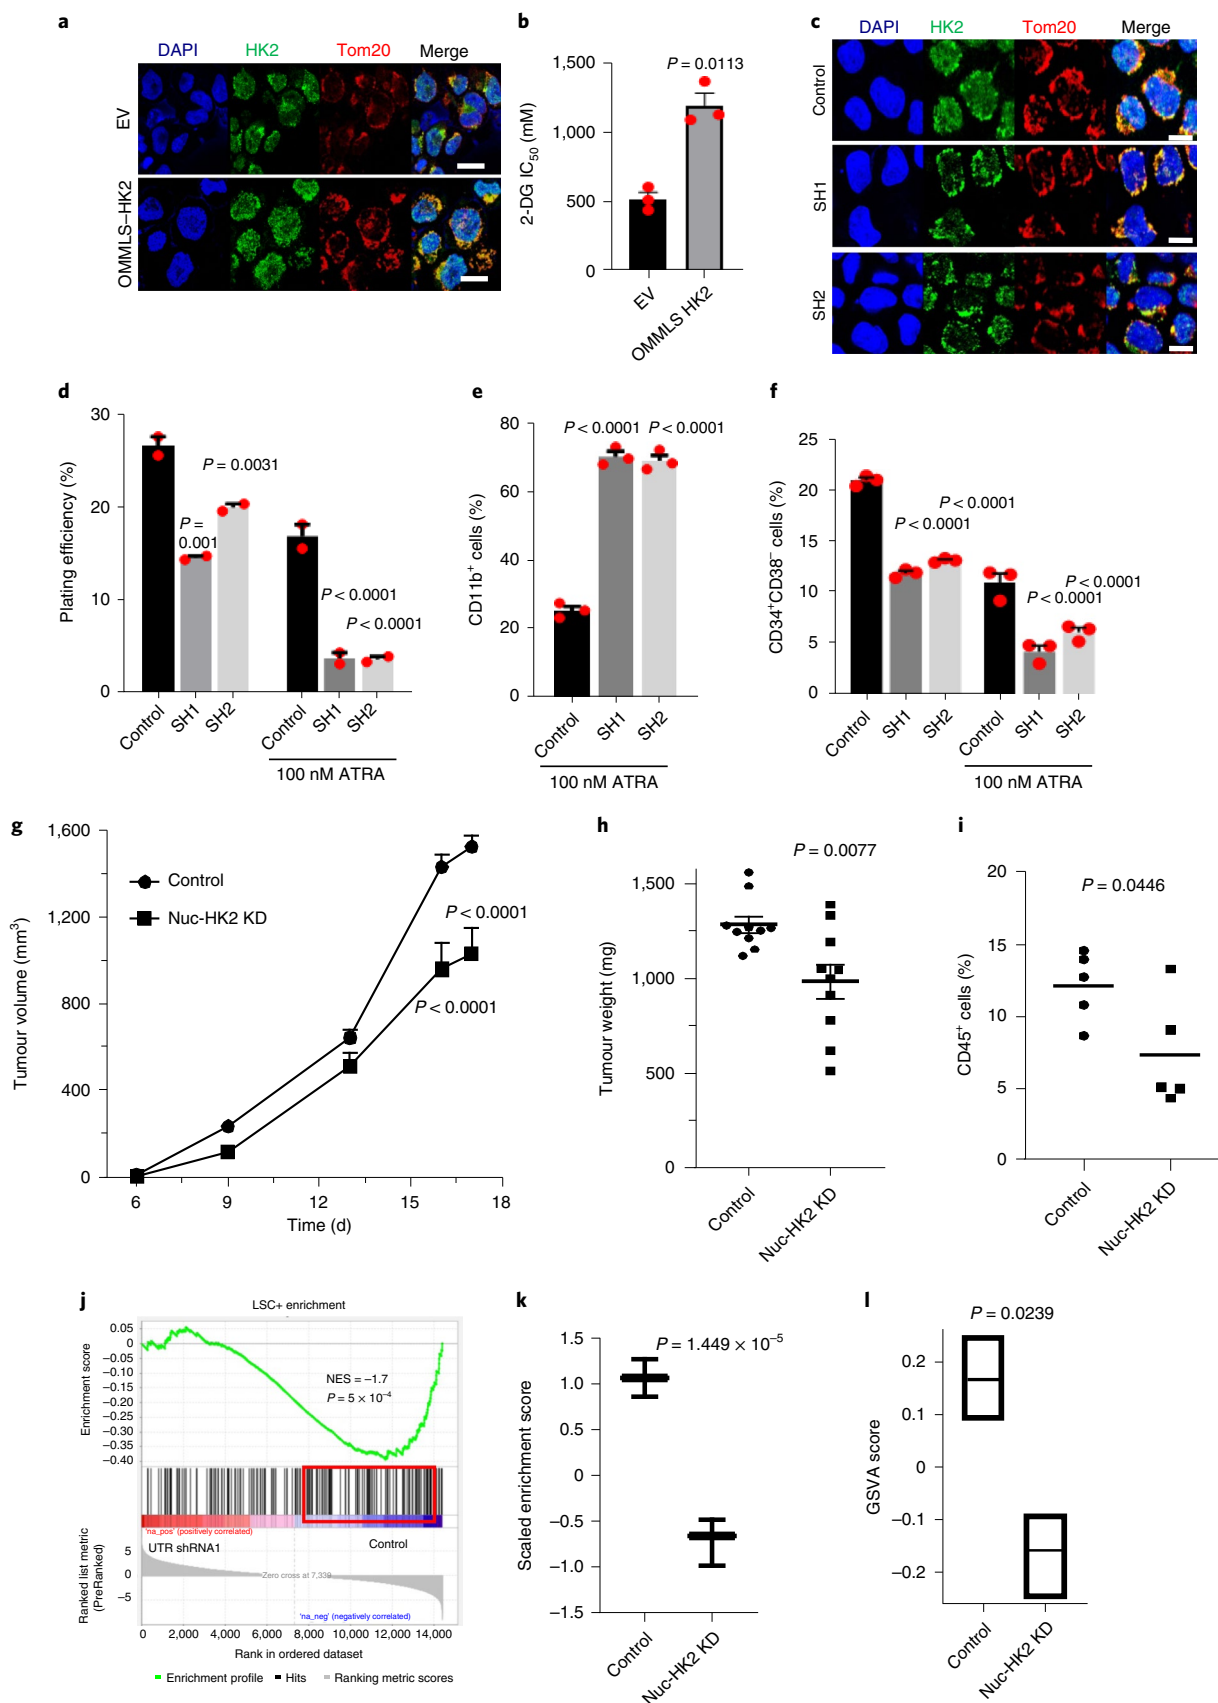 a
DAPI HK2 Tom20 Merge
EV
OMMLS–HK2
b
P = 0.0113
1,500
1,000
500
0
2-DG IC50 (mM)
EV
OMMLS HK2
c
DAPI HK2 Tom20 Merge
Control
SH1
SH2
d
30
20
10
0
Plating efficiency (%)
P = 0.0031
P =
0.001
P < 0.0001
P < 0.0001
Control SH1 SH2 Control SH1 SH2
100 nM ATRA
e
80
60
40
20
0
CD11b+ cells (%)
P < 0.0001 P < 0.0001
Control SH1 SH2
100 nM ATRA
f
25
20
15
10
5
0
CD34+CD38− cells (%)
P < 0.0001
P < 0.0001
P < 0.0001
P < 0.0001
Control SH1 SH2 Control SH1 SH2
100 nM ATRA
g
1,600
1,200
800
400
0
Tumour volume (mm3)
Control
Nuc-HK2 KD
P < 0.0001
P < 0.0001
6 9 12 15 18
Time (d)
h
P = 0.0077
1,500
1,000
500
0
Tumour weight (mg)
Control
Nuc-HK2 KD
i
20
15
10
5
0
P = 0.0446
CD45+ cells (%)
Control
Nuc-HK2 KD
j
LSC+ enrichment
0.05
0
−0.05
−0.10
−0.15
−0.20
−0.25
−0.30
−0.35
−0.40
Enrichment score
NES = −1.7
P = 5 × 10−4
'na_pos' (positively correlated)
UTR shRNA1 Control
5
0
−5
Ranked list metric
(PreRanked)
Zero cross at 7,339
'na_neg' (negatively correlated)
0 2,000 4,000 6,000 8,000 10,000 12,000 14,000
Rank in ordered dataset
Enrichment profile Hits Ranking metric scores
k
1.5
1.0
0.5
0
−0.5
−1.0
−1.5
P = 1.449 × 10−5
Scaled enrichment score
Control
Nuc-HK2 KD
l
P = 0.0239
0.2
0.1
0
−0.1
−0.2
GSVA score
Control
Nuc-HK2 KD